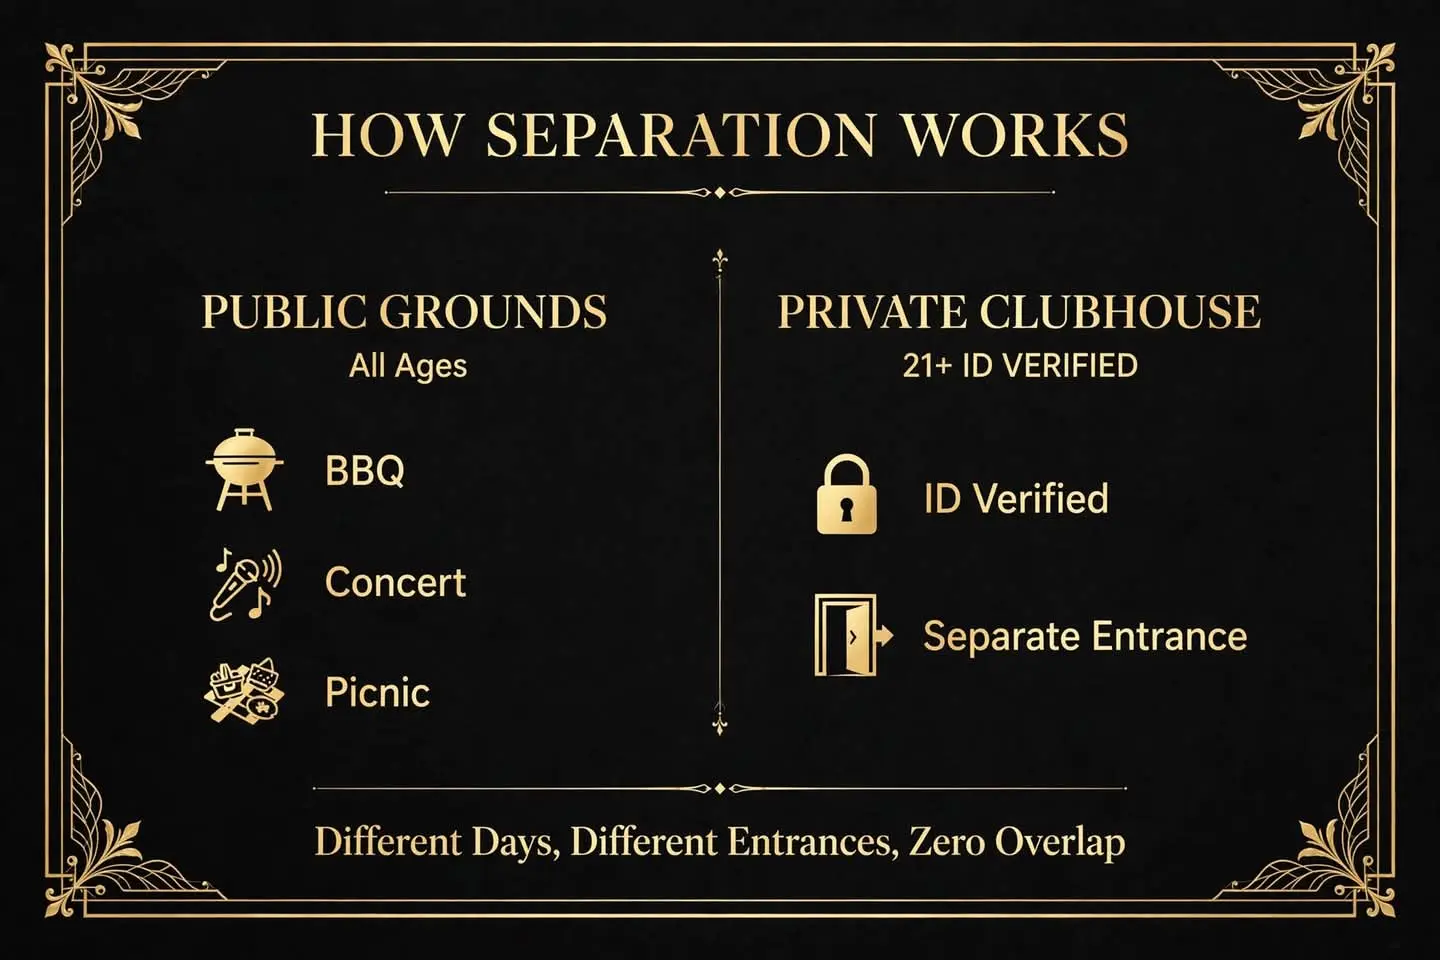 HOW SEPARATION WORKS
PUBLIC GROUNDS
All Ages
BBQ
Concert
Picnic
PRIVATE CLUBHOUSE
21+ ID VERIFIED
ID Verified
Separate Entrance
Different Days, Different Entrances, Zero Overlap